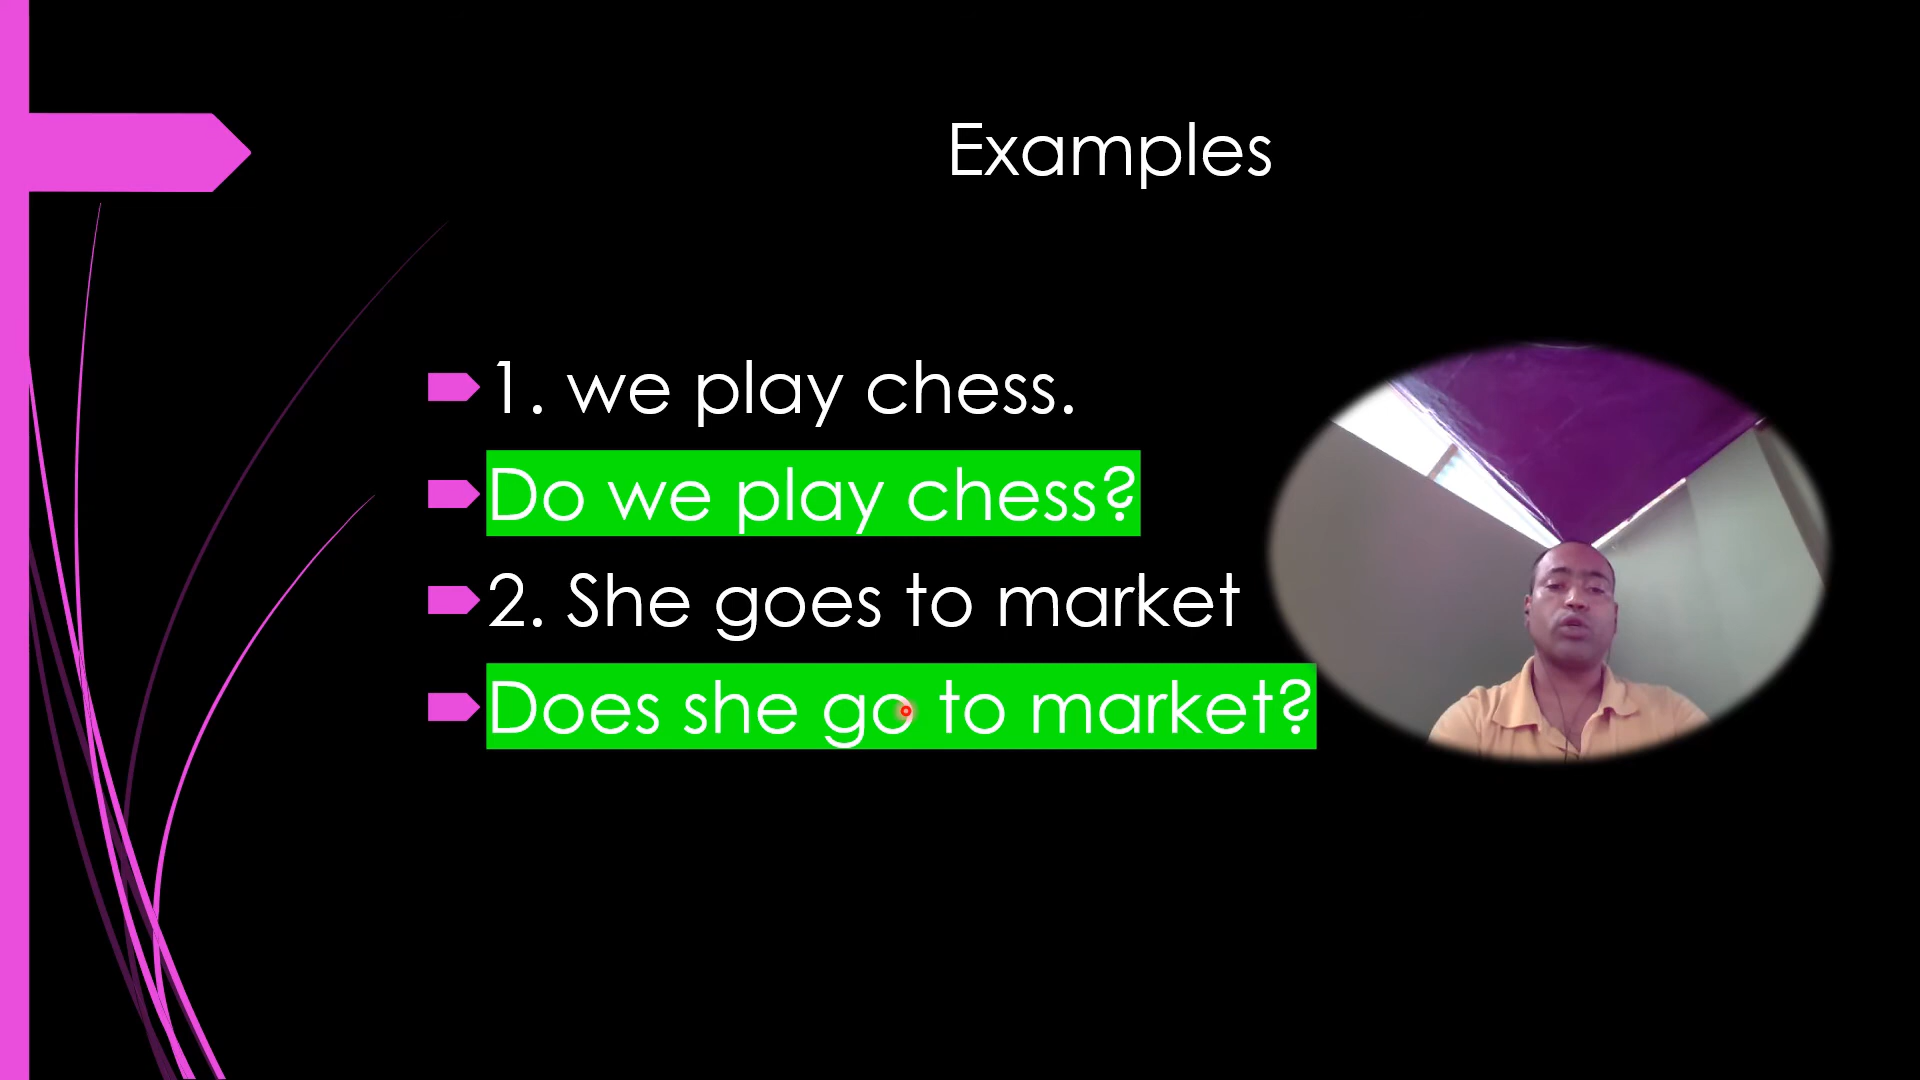 Examples
1. we play chess.
Do we play chess?
2. She goes to market
Does she go to market?